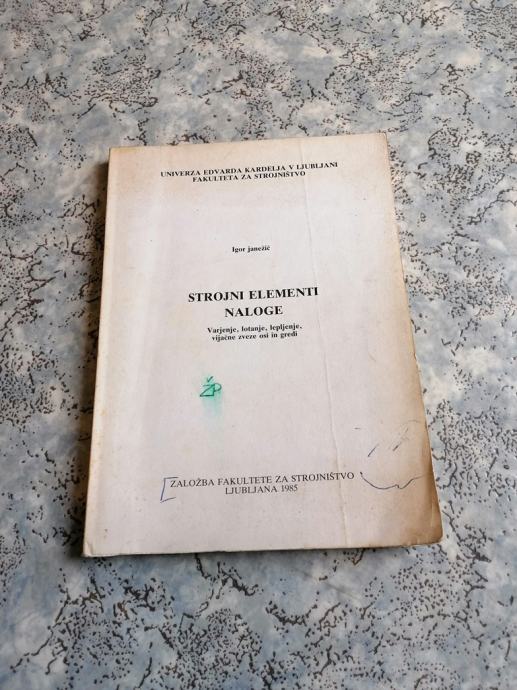 UNIVERZA EDVARDA KARDELJA V LJUBLJANI
FAKULTETA ZA STROJNIŠTVO
Igor janežič
STROJNI ELEMENTI
NALOGE
Varjenje, lotanje, lepljenje,
vijačne zveze osi in gredi
ŽP
ZALOŽBA FAKULTETE ZA STROJNIŠTVO
LJUBLJANA 1985